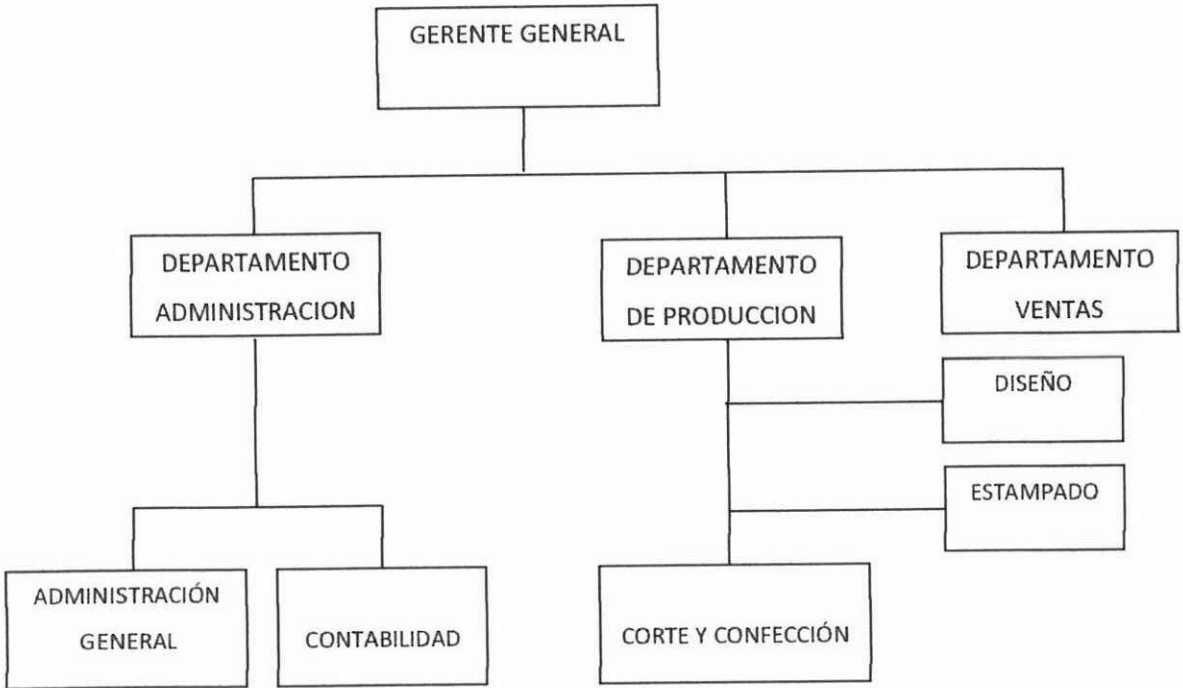 GERENTE GENERAL
DEPARTAMENTO
ADMINISTRACION
DEPARTAMENTO
DE PRODUCCION
DEPARTAMENTO
VENTAS
DISEÑO
ESTAMPADO
ADMINISTRACIÓN
GENERAL
CONTABILIDAD
CORTE Y CONFECCIÓN